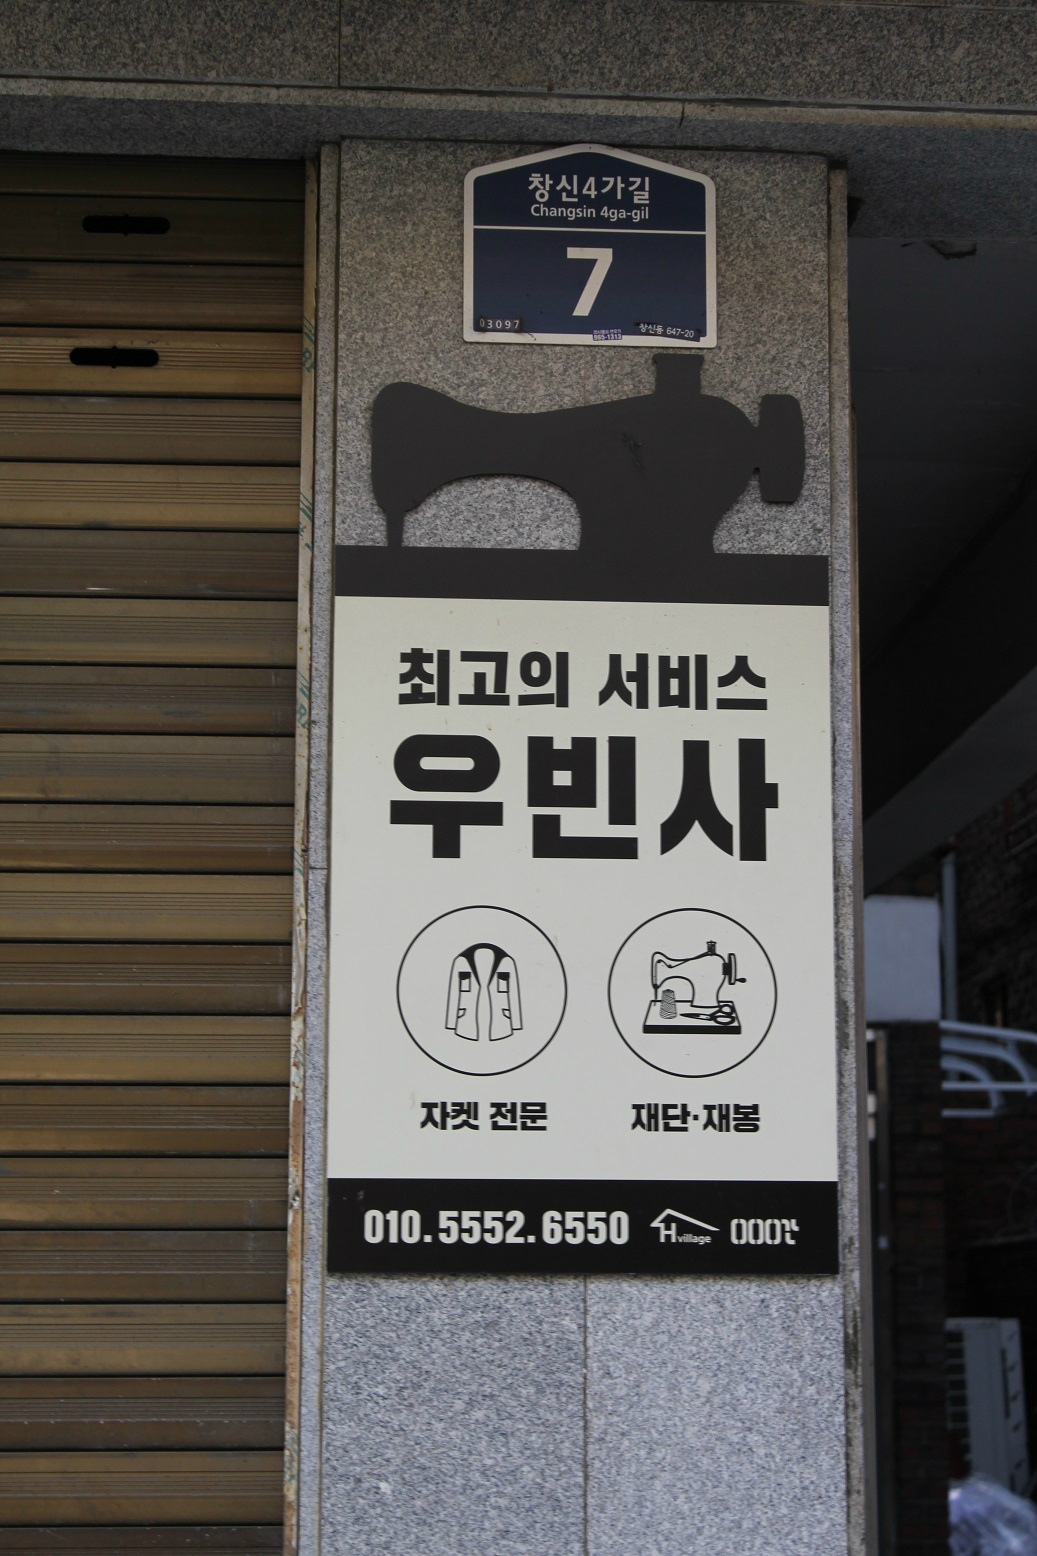 창신4가길
Changsin 4ga-gil
7
03097
창신동 647-20
최고의 서비스
우빈사
자켓 전문
재단·재봉
010.5552.6550
H village